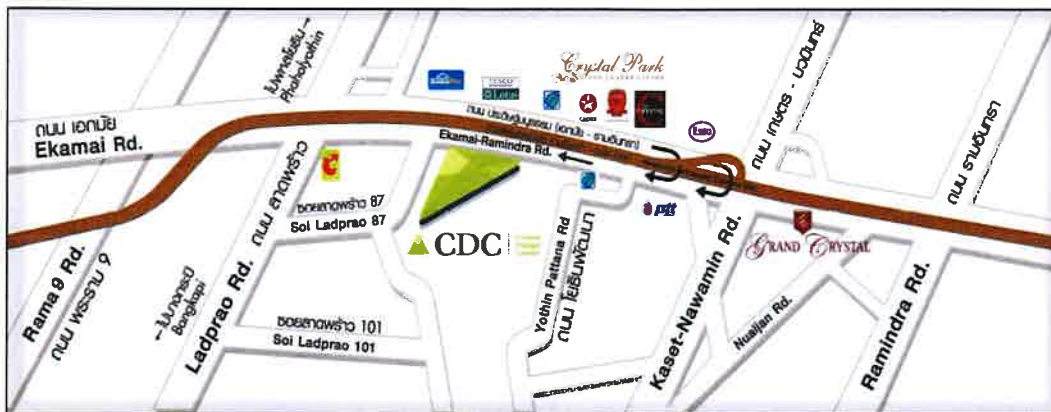 ไปพหลโยธิน →
Phaholyothin
Crystal Park
Lotus
ถนน เอกมัย
Ekamai Rd.
ถนน ประดิษฐ์มนูธรรม (เอกมัย - รามอินทรา)
Ekamai-Ramindra Rd.
ถนน เกษตร - นวมินทร์
ถนน รามอินทรา
ถนน ลาดพร้าว
ซอยลาดพร้าว 87
Soi Ladprao 87
ptt
CDC
GRAND CRYSTAL
Rama 9 Rd.
ถนน พระราม 9
← ไปบางกะปิ
Bangkapi
Ladprao Rd.
ซอยลาดพร้าว 101
Soi Ladprao 101
Yothin Pattana Rd
ถนน โยธินพัฒนา
Kaset-Nawamin Rd.
Nuaijan Rd.
Ramindra Rd.